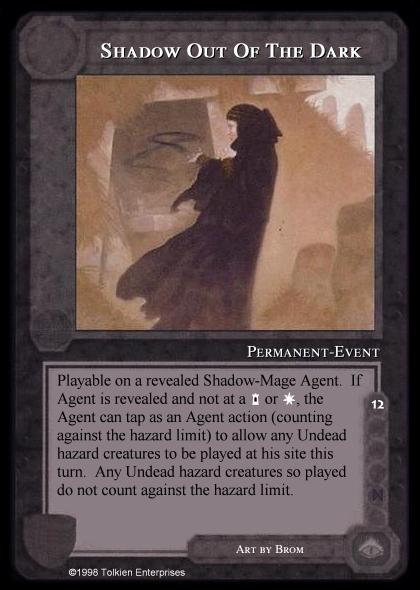 Shadow Out Of The Dark
Permanent-Event
Playable on a revealed Shadow-Mage Agent. If
Agent is revealed and not at a or , the
Agent can tap as an Agent action (counting
against the hazard limit) to allow any Undead
hazard creatures to be played at his site this
turn. Any Undead hazard creatures so played
do not count against the hazard limit.
12
Art by Brom
©1998 Tolkien Enterprises